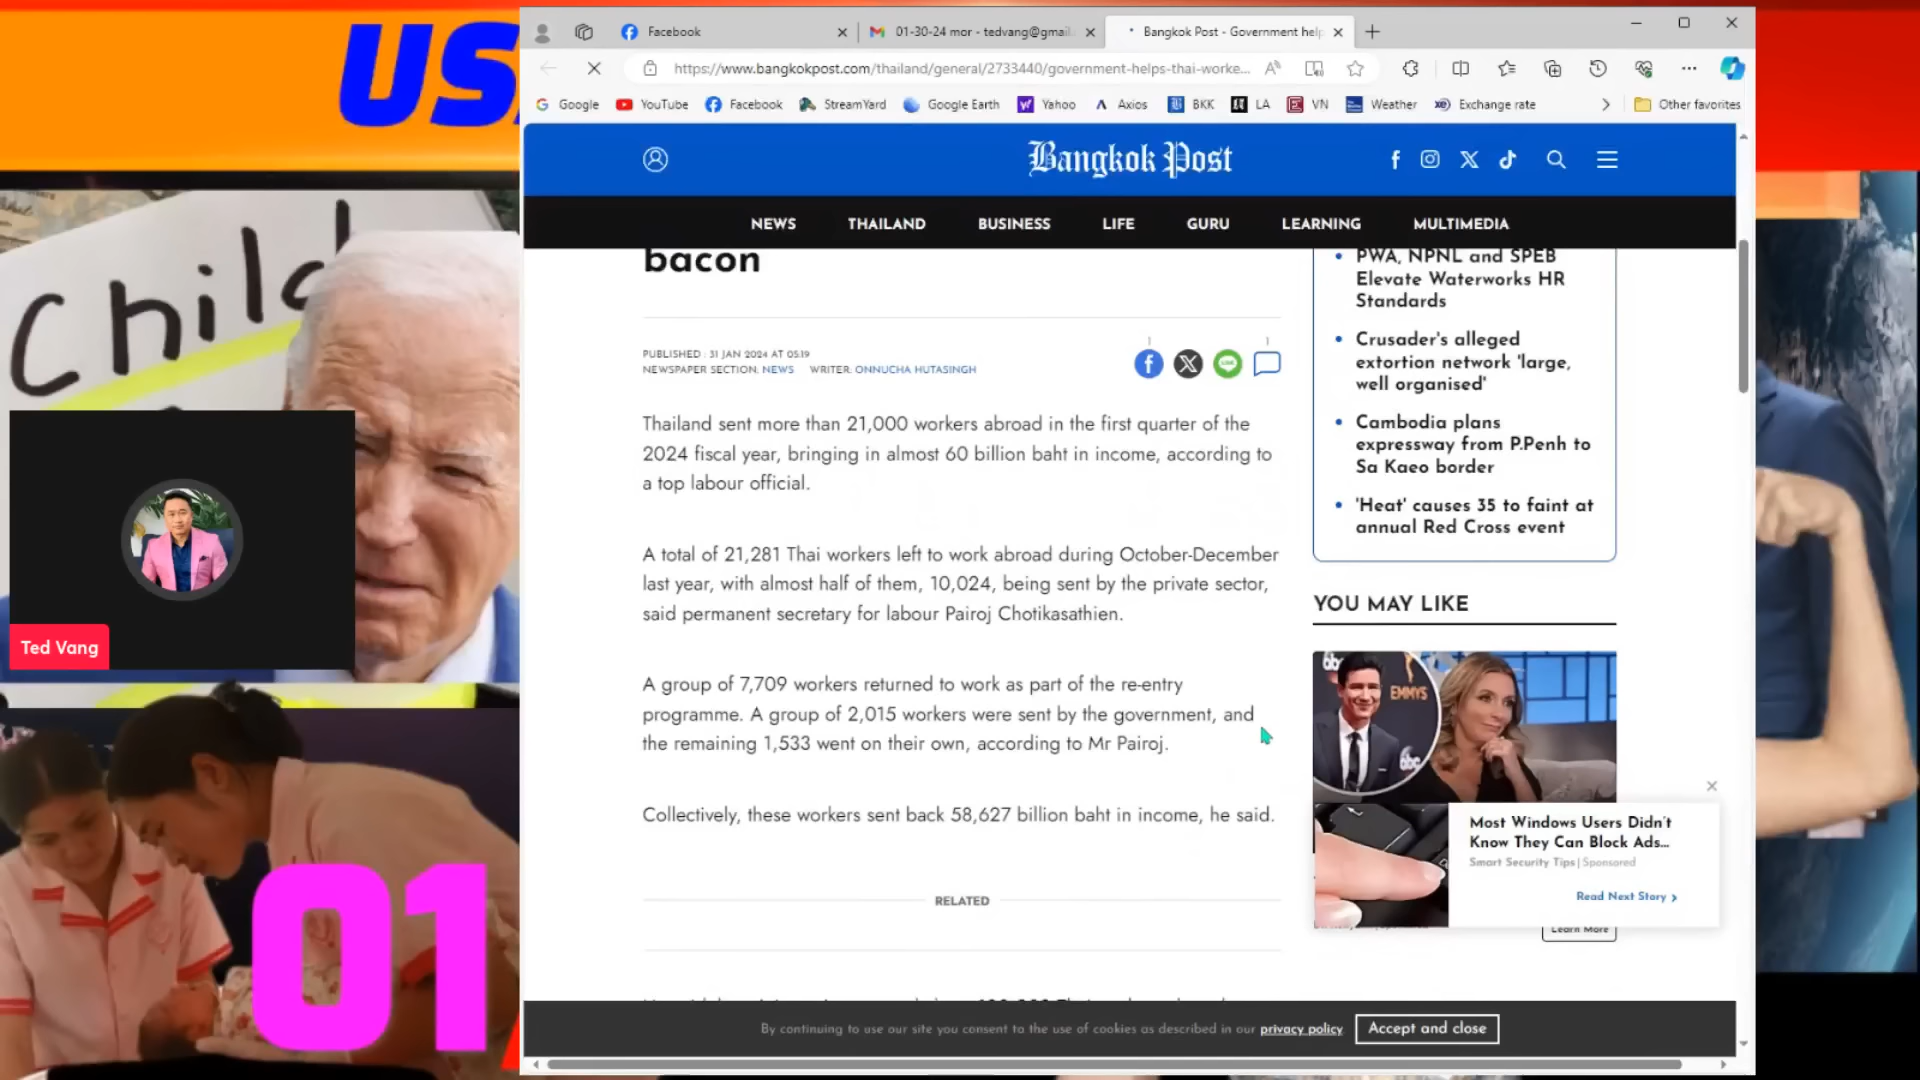 US
Child
Ted Vang
01
Facebook
01-30-24 mor - tedvang@gmail
Bangkok Post - Government help
https://www.bangkokpost.com/thailand/general/2733440/government-helps-thai-worke...
Google
YouTube
Facebook
StreamYard
Google Earth
Yahoo
Axios
BKK
LA
VN
Weather
Exchange rate
Other favorites
Bangkok Post
NEWS
THAILAND
BUSINESS
LIFE
GURU
LEARNING
MULTIMEDIA
bacon
PUBLISHED : 31 JAN 2024 AT 05:19
NEWSPAPER SECTION: NEWS WRITER: ONNUCHA HUTASINGH
1
1
Thailand sent more than 21,000 workers abroad in the first quarter of the
2024 fiscal year, bringing in almost 60 billion baht in income, according to
a top labour official.
A total of 21,281 Thai workers left to work abroad during October-December
last year, with almost half of them, 10,024, being sent by the private sector,
said permanent secretary for labour Pairoj Chotikasathien.
A group of 7,709 workers returned to work as part of the re-entry
programme. A group of 2,015 workers were sent by the government, and
the remaining 1,533 went on their own, according to Mr Pairoj.
Collectively, these workers sent back 58,627 billion baht in income, he said.
RELATED
PWA, NPNL and SPEB
Elevate Waterworks HR
Standards
Crusader's alleged
extortion network 'large,
well organised'
Cambodia plans
expressway from P.Penh to
Sa Kaeo border
'Heat' causes 35 to faint at
annual Red Cross event
YOU MAY LIKE
EMMYS
abc
Most Windows Users Didn't
Know They Can Block Ads...
Smart Security Tips | Sponsored
Read Next Story
Learn More
By continuing to use our site you consent to the use of cookies as described in our privacy policy
Accept and close